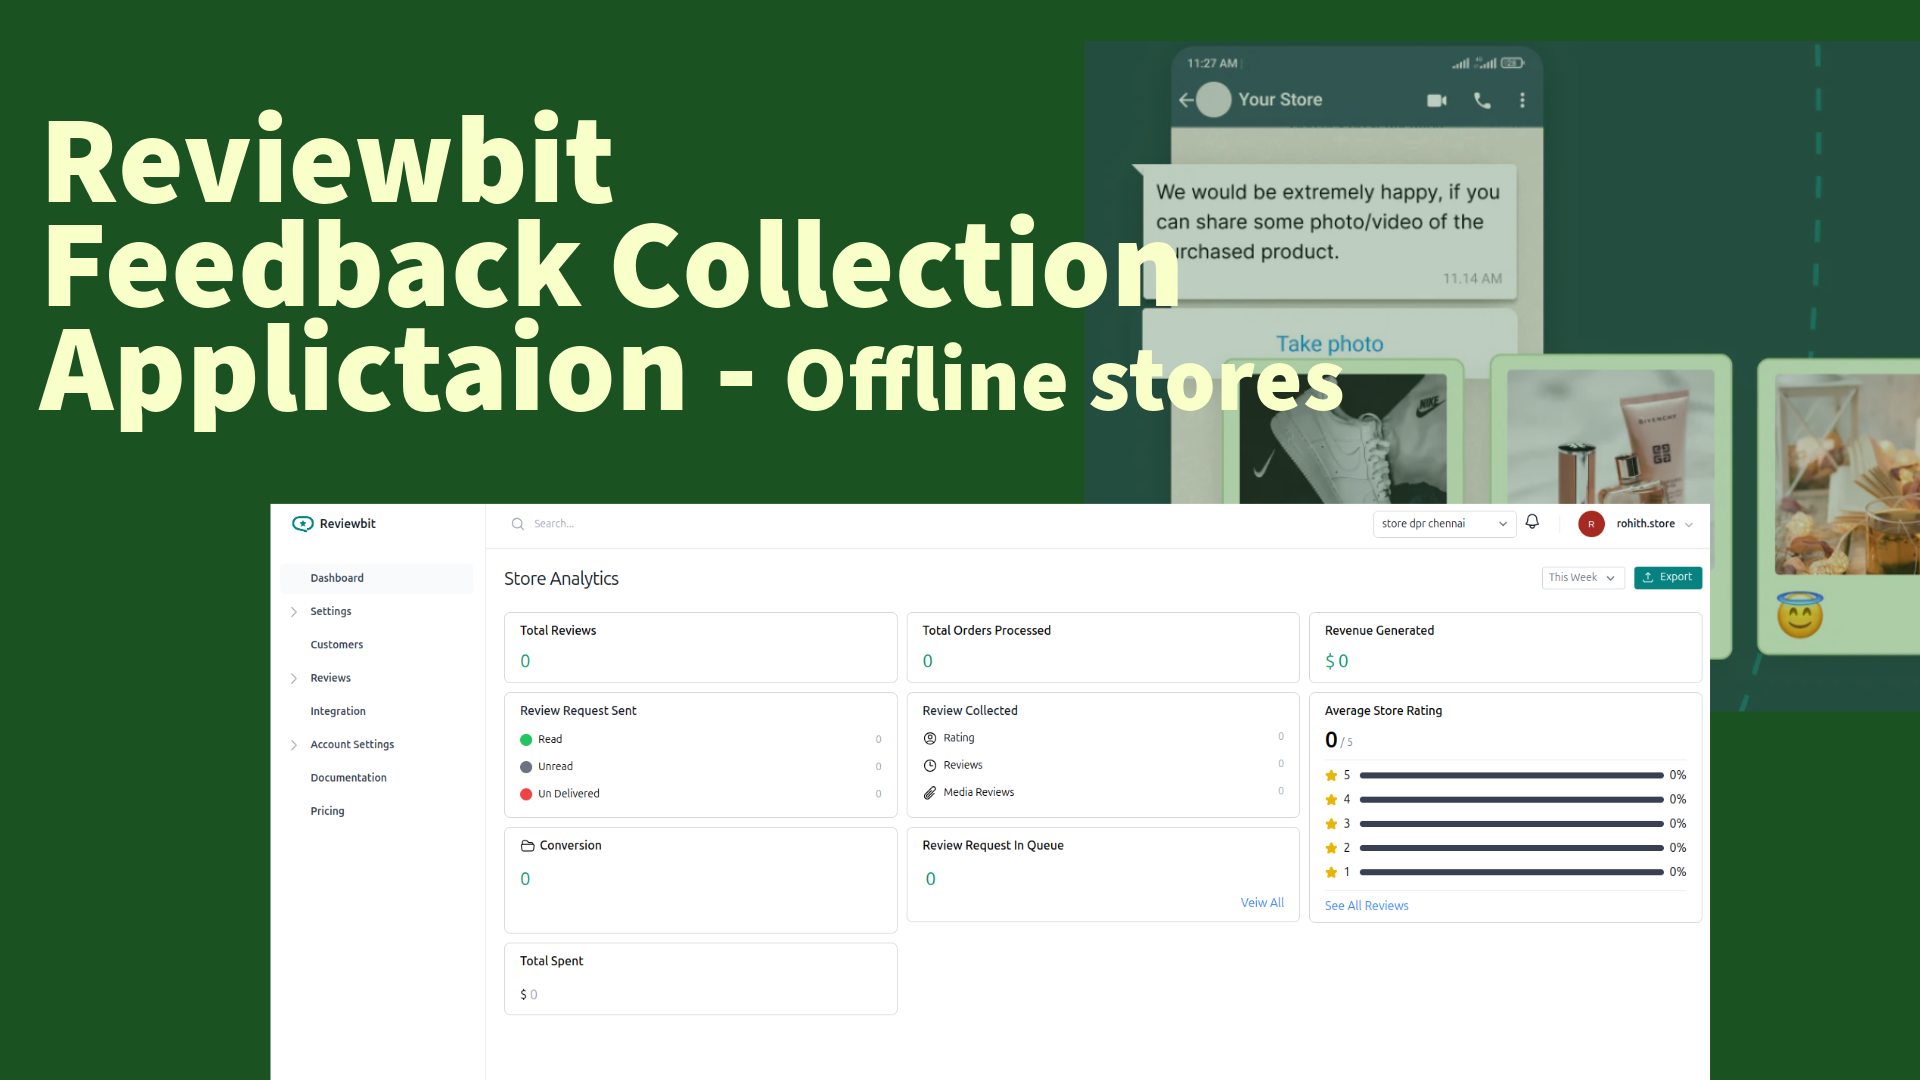 Reviewbit
Feedback Collection
Applictaion - Offline stores
11:27 AM
Your Store
We would be extremely happy, if you
can share some photo/video of the
urchased product.
11.14 AM
Take photo
NIKE
GIVENCHY
Reviewbit
Search...
store dpr chennai
R
rohith.store
Dashboard
Settings
Customers
Reviews
Integration
Account Settings
Documentation
Pricing
Store Analytics
This Week
Export
Total Reviews
0
Total Orders Processed
0
Revenue Generated
$ 0
Review Request Sent
Read 0
Unread 0
Un Delivered 0
Review Collected
Rating 0
Reviews 0
Media Reviews 0
Average Store Rating
0 / 5
5 0%
4 0%
3 0%
2 0%
1 0%
See All Reviews
Conversion
0
Review Request In Queue
0
Veiw All
Total Spent
$ 0